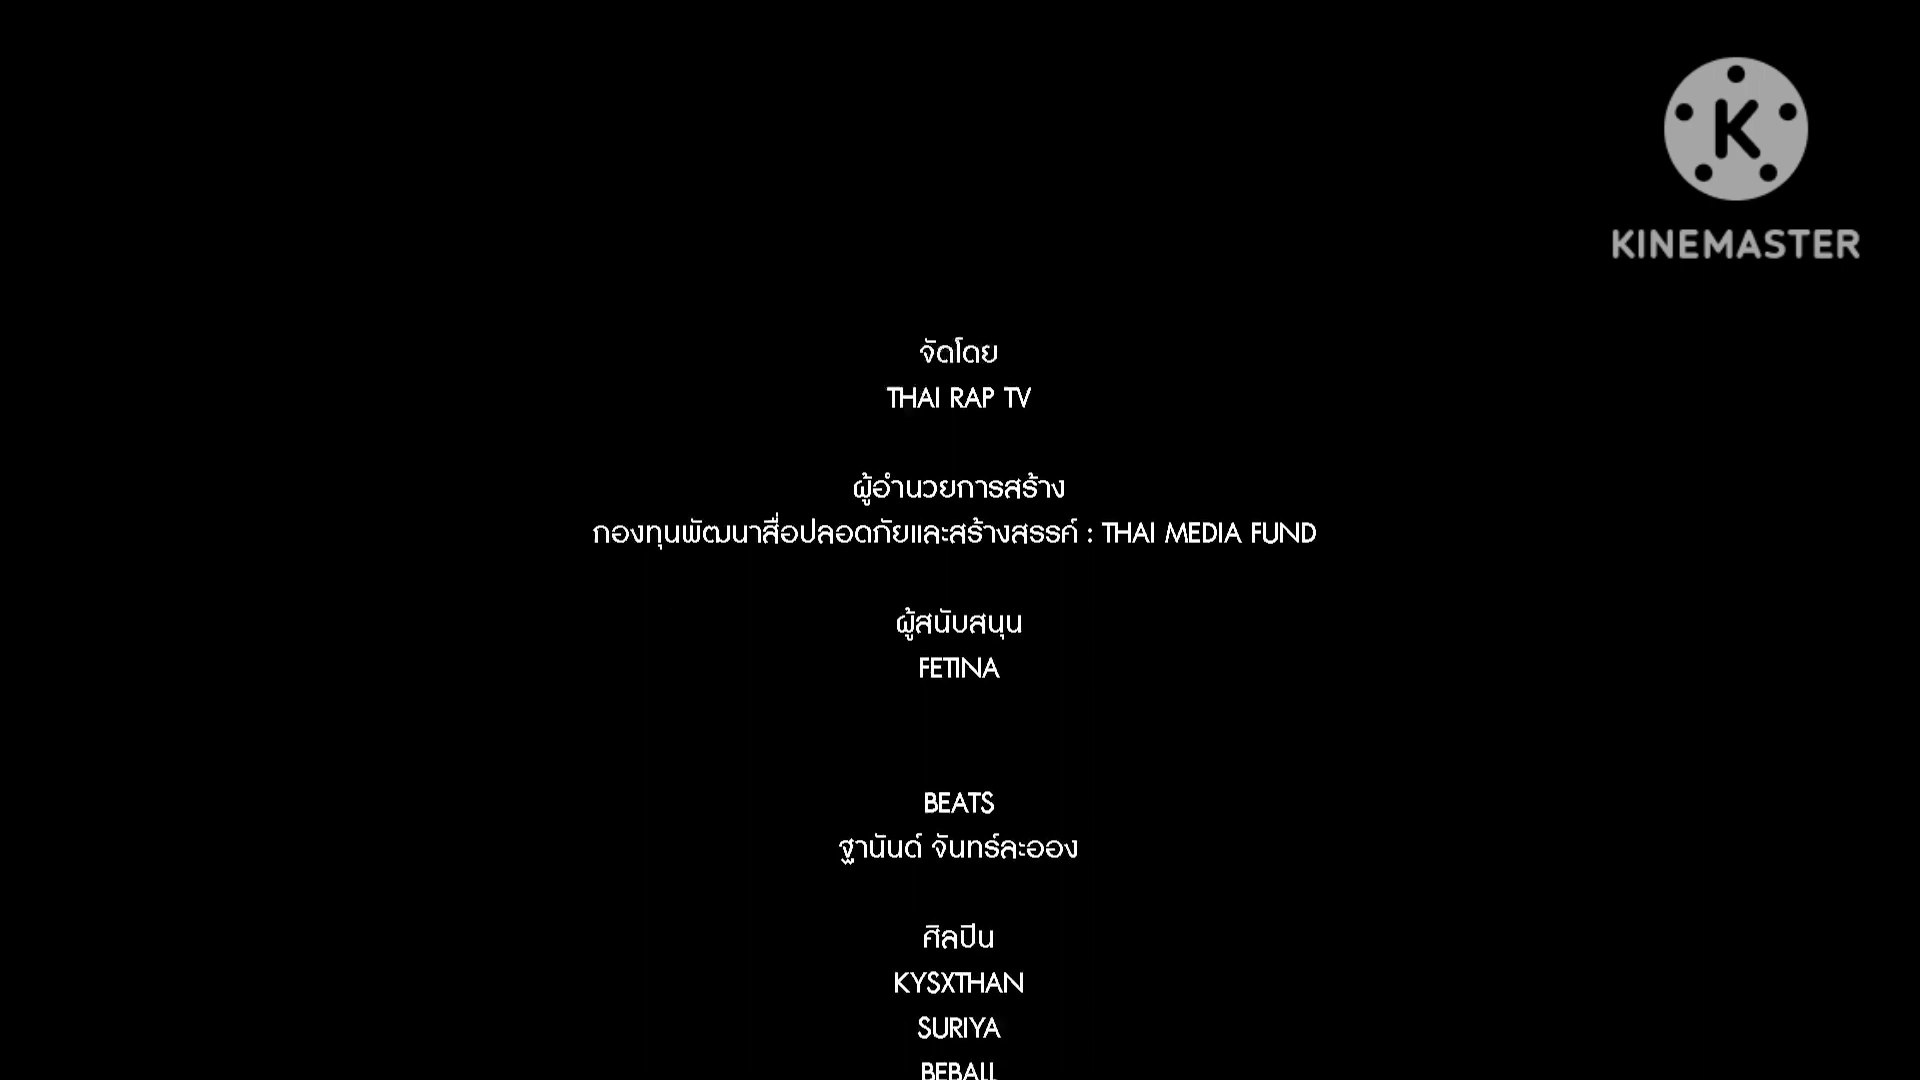 K
KINEMASTER
จัดโดย
THAI RAP TV
ผู้อำนวยการสร้าง
กองทุนพัฒนาสื่อปลอดภัยและสร้างสรรค์ : THAI MEDIA FUND
ผู้สนับสนุน
FETINA
BEATS
ฐานันด์ จันทร์ละออง
ศิลปิน
KYSXTHAN
SURIYA
BEBALL